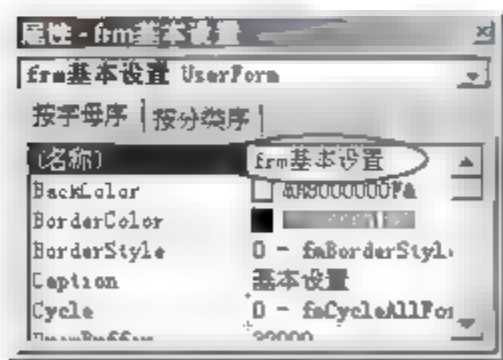 属性 - frm基本设置
frm基本设置 UserForm
按字母序 按分类序
(名称) frm基本设置
BackColor
BorderColor
BorderStyle 0 - fmBorderStyl
Caption 基本设置
Cycle 0 - fmCycleAllFor
DrawBuffer 32000